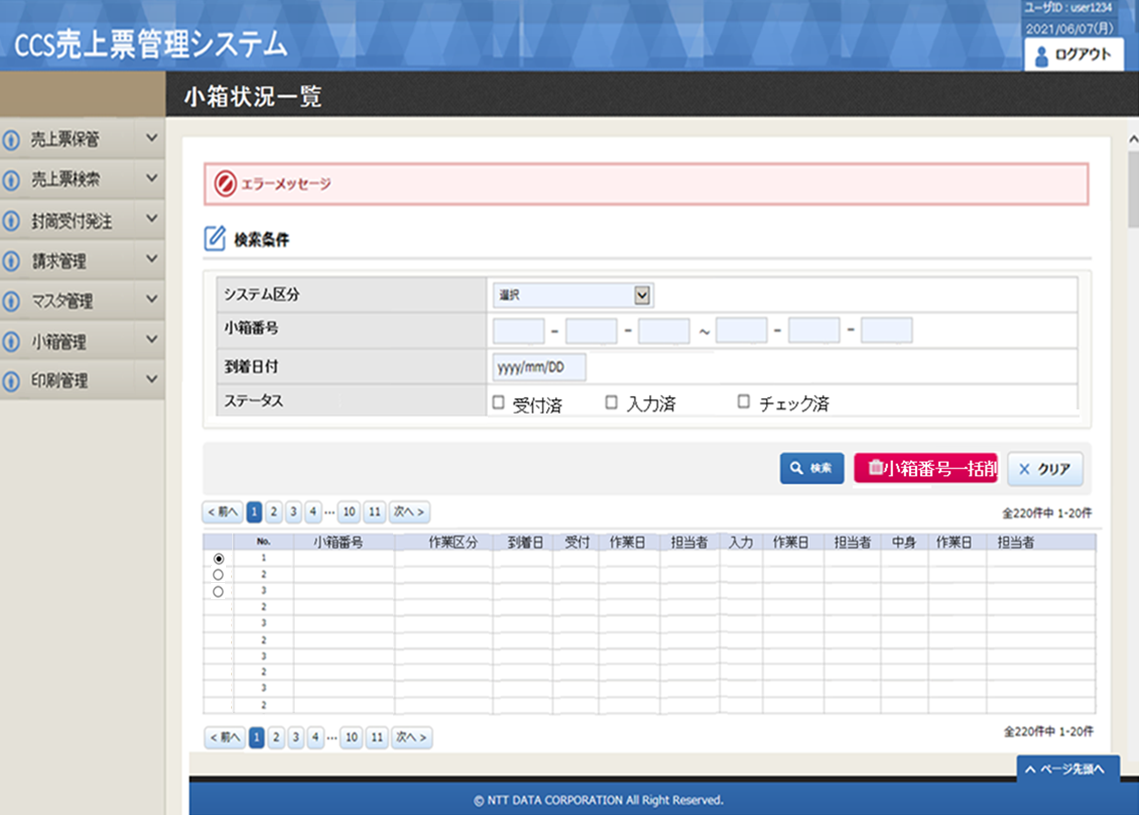 ユーザID : user1234
CCS売上票管理システム
2021/06/07(月)
ログアウト
小箱状況一覧
売上票保管
売上票検索
封筒受付発注
請求管理
マスタ管理
小箱管理
印刷管理
エラーメッセージ
検索条件
システム区分 選択
小箱番号 - - ～ - -
到着日付 yyyy/mm/DD
ステータス 受付済 入力済 チェック済
検索 小箱番号一括削 クリア
< 前へ 1 2 3 4 … 10 11 次へ >
全220件中 1-20件
No. 小箱番号 作業区分 到着日 受付 作業日 担当者 入力 作業日 担当者 中身 作業日 担当者
1
2
3
2
3
2
3
2
3
2
< 前へ 1 2 3 4 … 10 11 次へ >
全220件中 1-20件
ページ先頭へ
© NTT DATA CORPORATION All Right Reserved.